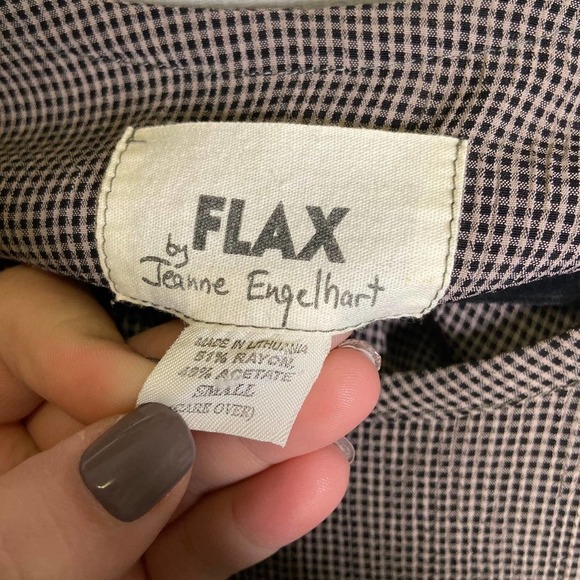 FLAX
by
Jeanne Engelhart
MADE IN LITHUANIA
51% RAYON,
49% ACETATE
SMALL
(CARE OVER)